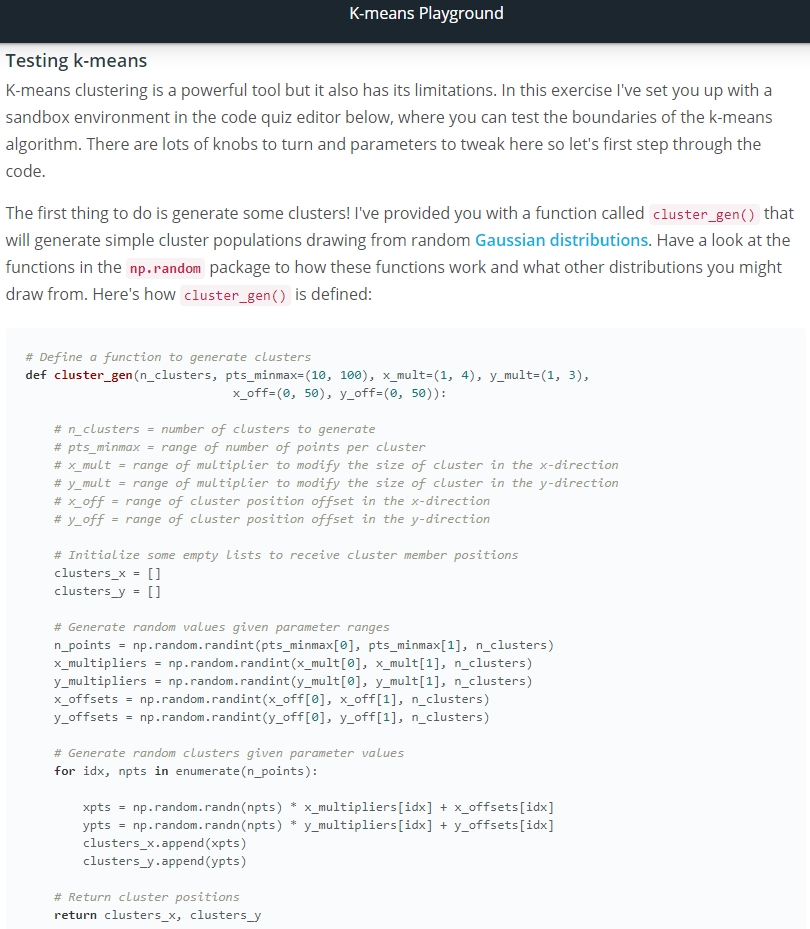 K-means Playground
Testing k-means
K-means clustering is a powerful tool but it also has its limitations. In this exercise I've set you up with a
sandbox environment in the code quiz editor below, where you can test the boundaries of the k-means
algorithm. There are lots of knobs to turn and parameters to tweak here so let's first step through the
code.
The first thing to do is generate some clusters! I've provided you with a function called cluster_gen() that
will generate simple cluster populations drawing from random Gaussian distributions. Have a look at the
functions in the np.random package to how these functions work and what other distributions you might
draw from. Here's how cluster_gen() is defined:
# Define a function to generate clusters
def cluster_gen(n_clusters, pts_minmax=(10, 100), x_mult=(1, 4), y_mult=(1, 3),
x_off=(0, 50), y_off=(0, 50)):
# n_clusters = number of clusters to generate
# pts_minmax = range of number of points per cluster
# x_mult = range of multiplier to modify the size of cluster in the x-direction
# y_mult = range of multiplier to modify the size of cluster in the y-direction
# x_off = range of cluster position offset in the x-direction
# y_off = range of cluster position offset in the y-direction
# Initialize some empty lists to receive cluster member positions
clusters_x = []
clusters_y = []
# Generate random values given parameter ranges
n_points = np.random.randint(pts_minmax[0], pts_minmax[1], n_clusters)
x_multipliers = np.random.randint(x_mult[0], x_mult[1], n_clusters)
y_multipliers = np.random.randint(y_mult[0], y_mult[1], n_clusters)
x_offsets = np.random.randint(x_off[0], x_off[1], n_clusters)
y_offsets = np.random.randint(y_off[0], y_off[1], n_clusters)
# Generate random clusters given parameter values
for idx, npts in enumerate(n_points):
xpts = np.random.randn(npts) * x_multipliers[idx] + x_offsets[idx]
ypts = np.random.randn(npts) * y_multipliers[idx] + y_offsets[idx]
clusters_x.append(xpts)
clusters_y.append(ypts)
# Return cluster positions
return clusters_x, clusters_y